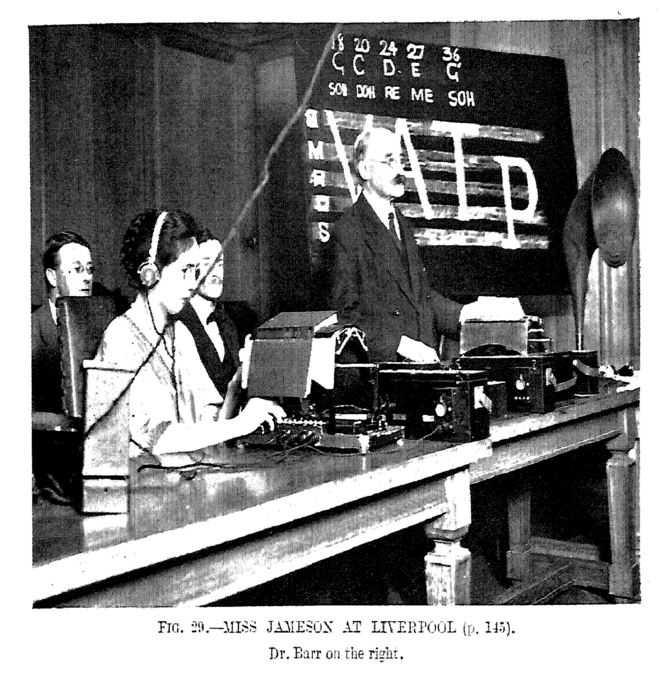 18 20 24 27 36
G C D E G
SOH DOH RE ME SOH
M
S
V
p
FIG. 29.—MISS JAMESON AT LIVERPOOL (p. 145).
Dr. Barr on the right.